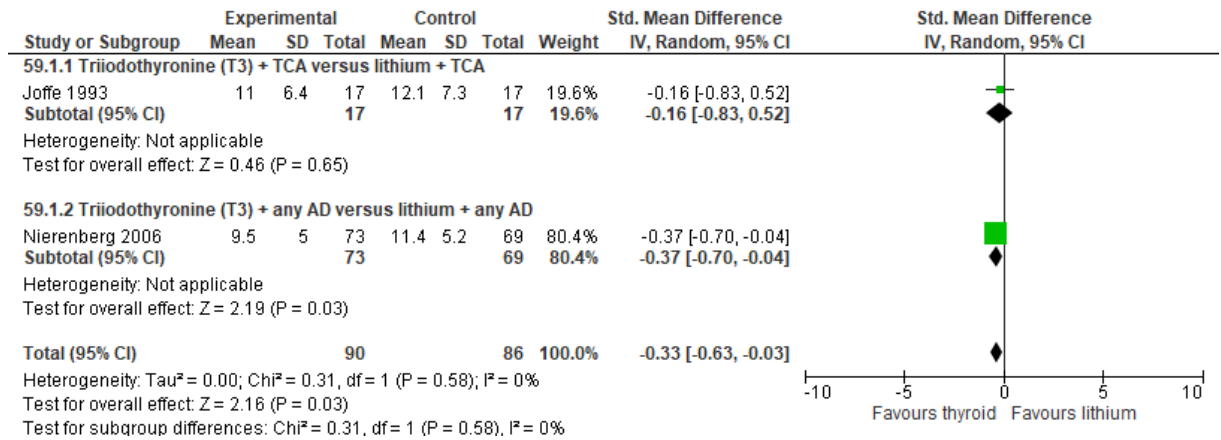 Experimental Control Std. Mean Difference Std. Mean Difference
Study or Subgroup Mean SD Total Mean SD Total Weight IV, Random, 95% CI IV, Random, 95% CI
59.1.1 Triiodothyronine (T3) + TCA versus lithium + TCA
Joffe 1993 11 6.4 17 12.1 7.3 17 19.6% -0.16 [-0.83, 0.52]
Subtotal (95% CI) 17 17 19.6% -0.16 [-0.83, 0.52]
Heterogeneity: Not applicable
Test for overall effect: Z = 0.46 (P = 0.65)
59.1.2 Triiodothyronine (T3) + any AD versus lithium + any AD
Nierenberg 2006 9.5 5 73 11.4 5.2 69 80.4% -0.37 [-0.70, -0.04]
Subtotal (95% CI) 73 69 80.4% -0.37 [-0.70, -0.04]
Heterogeneity: Not applicable
Test for overall effect: Z = 2.19 (P = 0.03)
Total (95% CI) 90 86 100.0% -0.33 [-0.63, -0.03]
Heterogeneity: Tau² = 0.00; Chi² = 0.31, df = 1 (P = 0.58); I² = 0%
Test for overall effect: Z = 2.16 (P = 0.03)
Test for subgroup differences: Chi² = 0.31, df = 1 (P = 0.58), I² = 0%
-10 -5 0 5 10
Favours thyroid Favours lithium